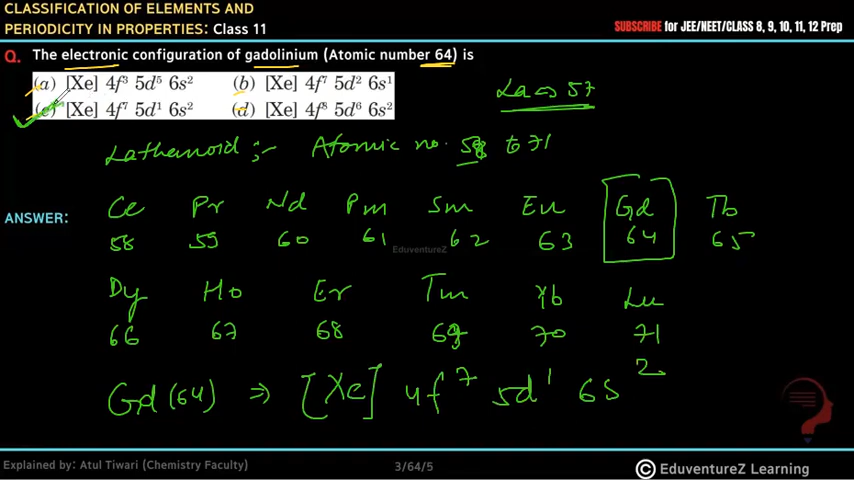 CLASSIFICATION OF ELEMENTS AND
PERIODICITY IN PROPERTIES: Class 11
SUBSCRIBE for JEE/NEET/CLASS 8, 9, 10, 11, 12 Prep
Q. The electronic configuration of gadolinium (Atomic number 64) is
(a) [Xe] 4f³ 5d⁵ 6s² (b) [Xe] 4f⁷ 5d² 6s¹
(c) [Xe] 4f⁷ 5d¹ 6s² (d) [Xe] 4f⁸ 5d⁶ 6s²
La ⇒ 57
Lathenoid :- Atomic no. 58 to 71
ANSWER:
Ce Pr Nd Pm Sm Eu Gd Tb
58 59 60 61 62 63 64 65
EduventureZ
Dy Ho Er Tm Yb Lu
66 67 68 69 70 71
Gd (64) ⇒ [Xe] 4f⁷ 5d¹ 6s²
Explained by: Atul Tiwari (Chemistry Faculty)
3/64/5
© EduventureZ Learning